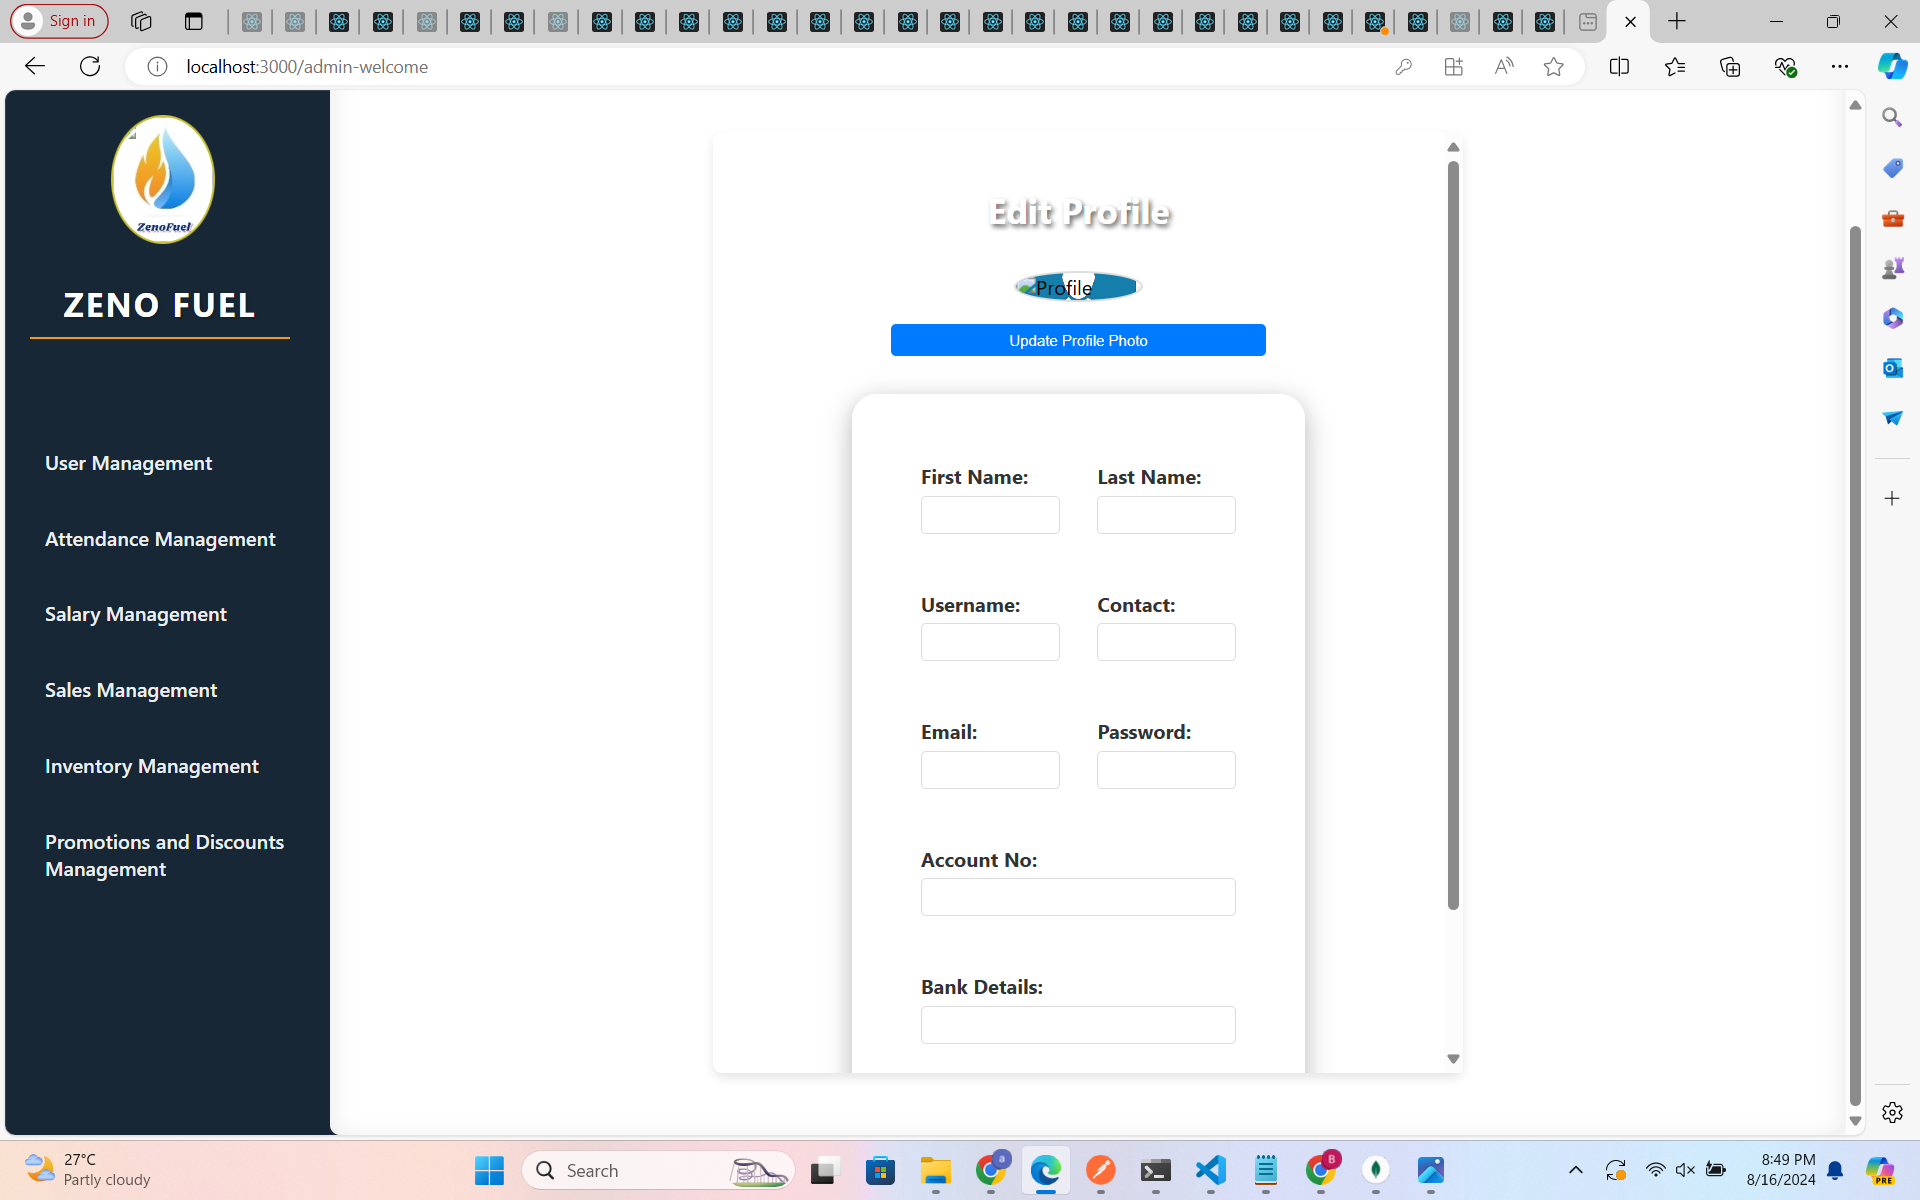 Sign in
localhost:3000/admin-welcome
ZenoFuel
ZENO FUEL
User Management
Attendance Management
Salary Management
Sales Management
Inventory Management
Promotions and Discounts
Management
Edit Profile
Profile
Update Profile Photo
First Name:
Last Name:
Username:
Contact:
Email:
Password:
Account No:
Bank Details:
27°C
Partly cloudy
Search
a
B
8:49 PM
8/16/2024
PRE